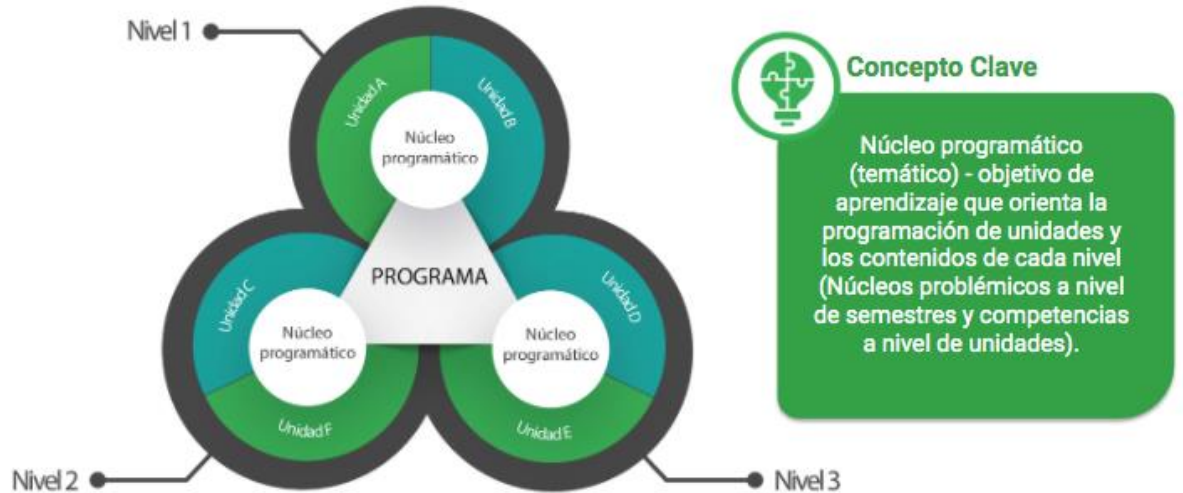 Nivel 1
Unidad A
Unidad B
Núcleo
programático
PROGRAMA
Unidad C
Núcleo
programático
Unidad F
Unidad D
Núcleo
programático
Unidad E
Nivel 2
Nivel 3
Concepto Clave
Núcleo programático
(temático) - objetivo de
aprendizaje que orienta la
programación de unidades y
los contenidos de cada nivel
(Núcleos problémicos a nivel
de semestres y competencias
a nivel de unidades).